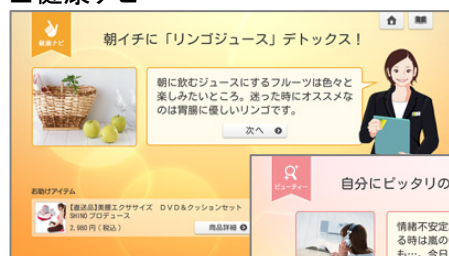 健康ナビ
健康ナビ
朝イチに「リンゴジュース」デトックス！
朝に飲むジュースにするフルーツは色々と
楽しみたいところ。迷った時にオススメな
のは胃腸に優しいリンゴです。
次へ
お助けアイテム
【直送品】美腰エクササイズ　ＤＶＤ＆クッションセット
SHINO プロデュース
2,980 円（税込）
商品詳細
ビューティー
自分にピッタリの
情緒不安定
る時は嵐の
も…。今日